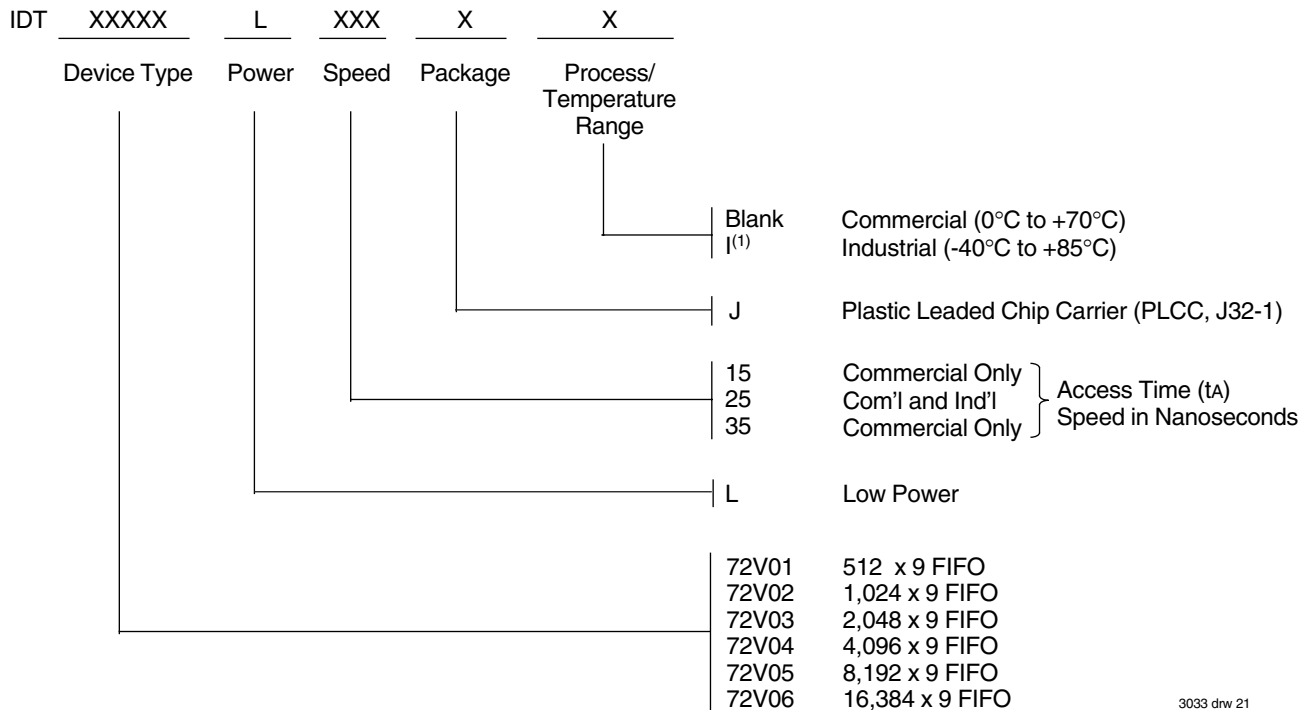 IDT XXXXX L XXX X X
Device Type Power Speed Package Process/
Temperature
Range
Blank Commercial (0°C to +70°C)
I(1) Industrial (-40°C to +85°C)
J Plastic Leaded Chip Carrier (PLCC, J32-1)
15 Commercial Only
25 Com'l and Ind'l
35 Commercial Only
Access Time (tA)
Speed in Nanoseconds
L Low Power
72V01 512 x 9 FIFO
72V02 1,024 x 9 FIFO
72V03 2,048 x 9 FIFO
72V04 4,096 x 9 FIFO
72V05 8,192 x 9 FIFO
72V06 16,384 x 9 FIFO
3033 drw 21